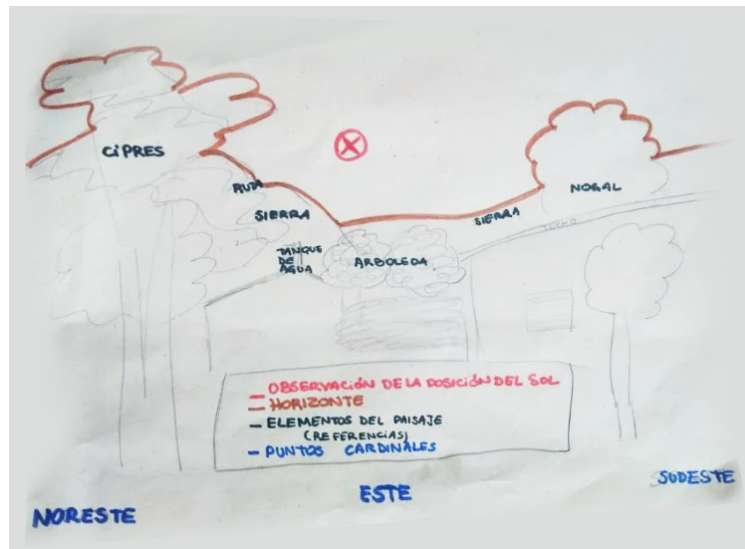 CIPRES
RUTA
SIERRA
NOGAL
SIERRA
TECHO
TANQUE
DE
AGUA
ARBOLEDA
OBSERVACIÓN DE LA POSICIÓN DEL SOL
HORIZONTE
ELEMENTOS DEL PAISAJE
(REFERENCIAS)
PUNTOS CARDINALES
NORESTE
ESTE
SUDESTE